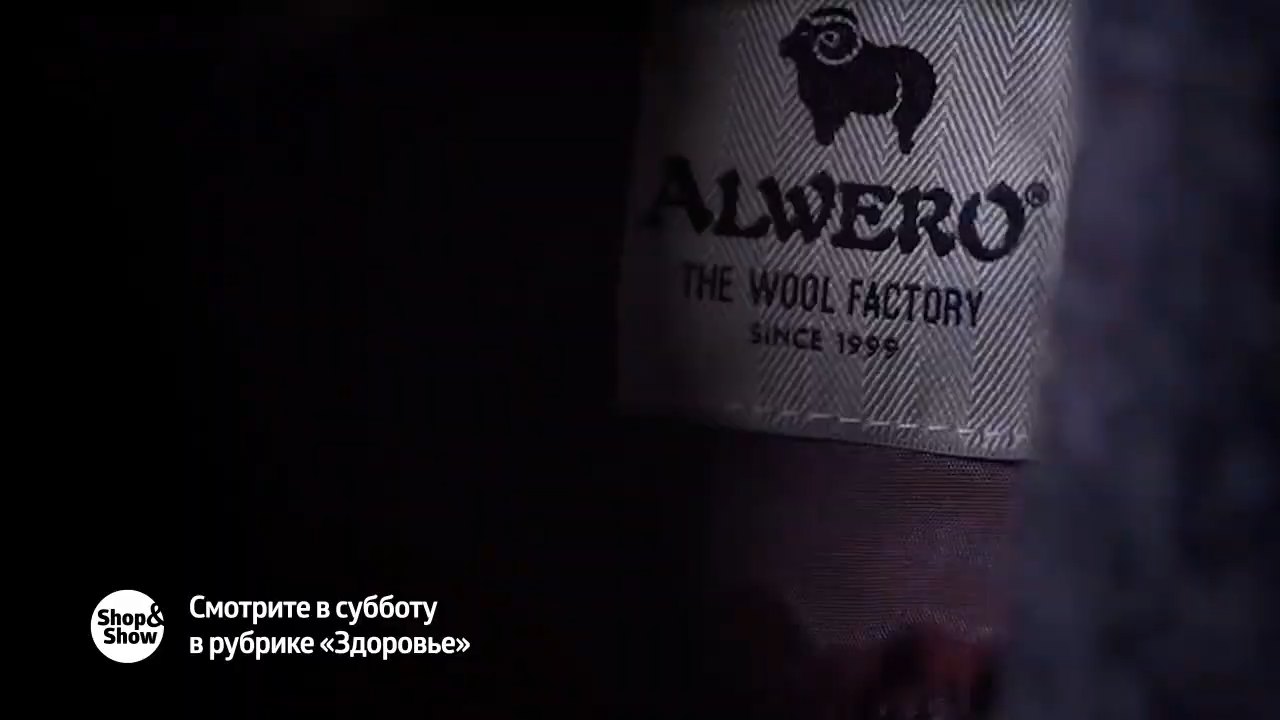 ALWERO®
THE WOOL FACTORY
SINCE 1999
Shop&
Show
Смотрите в субботу
в рубрике «Здоровье»